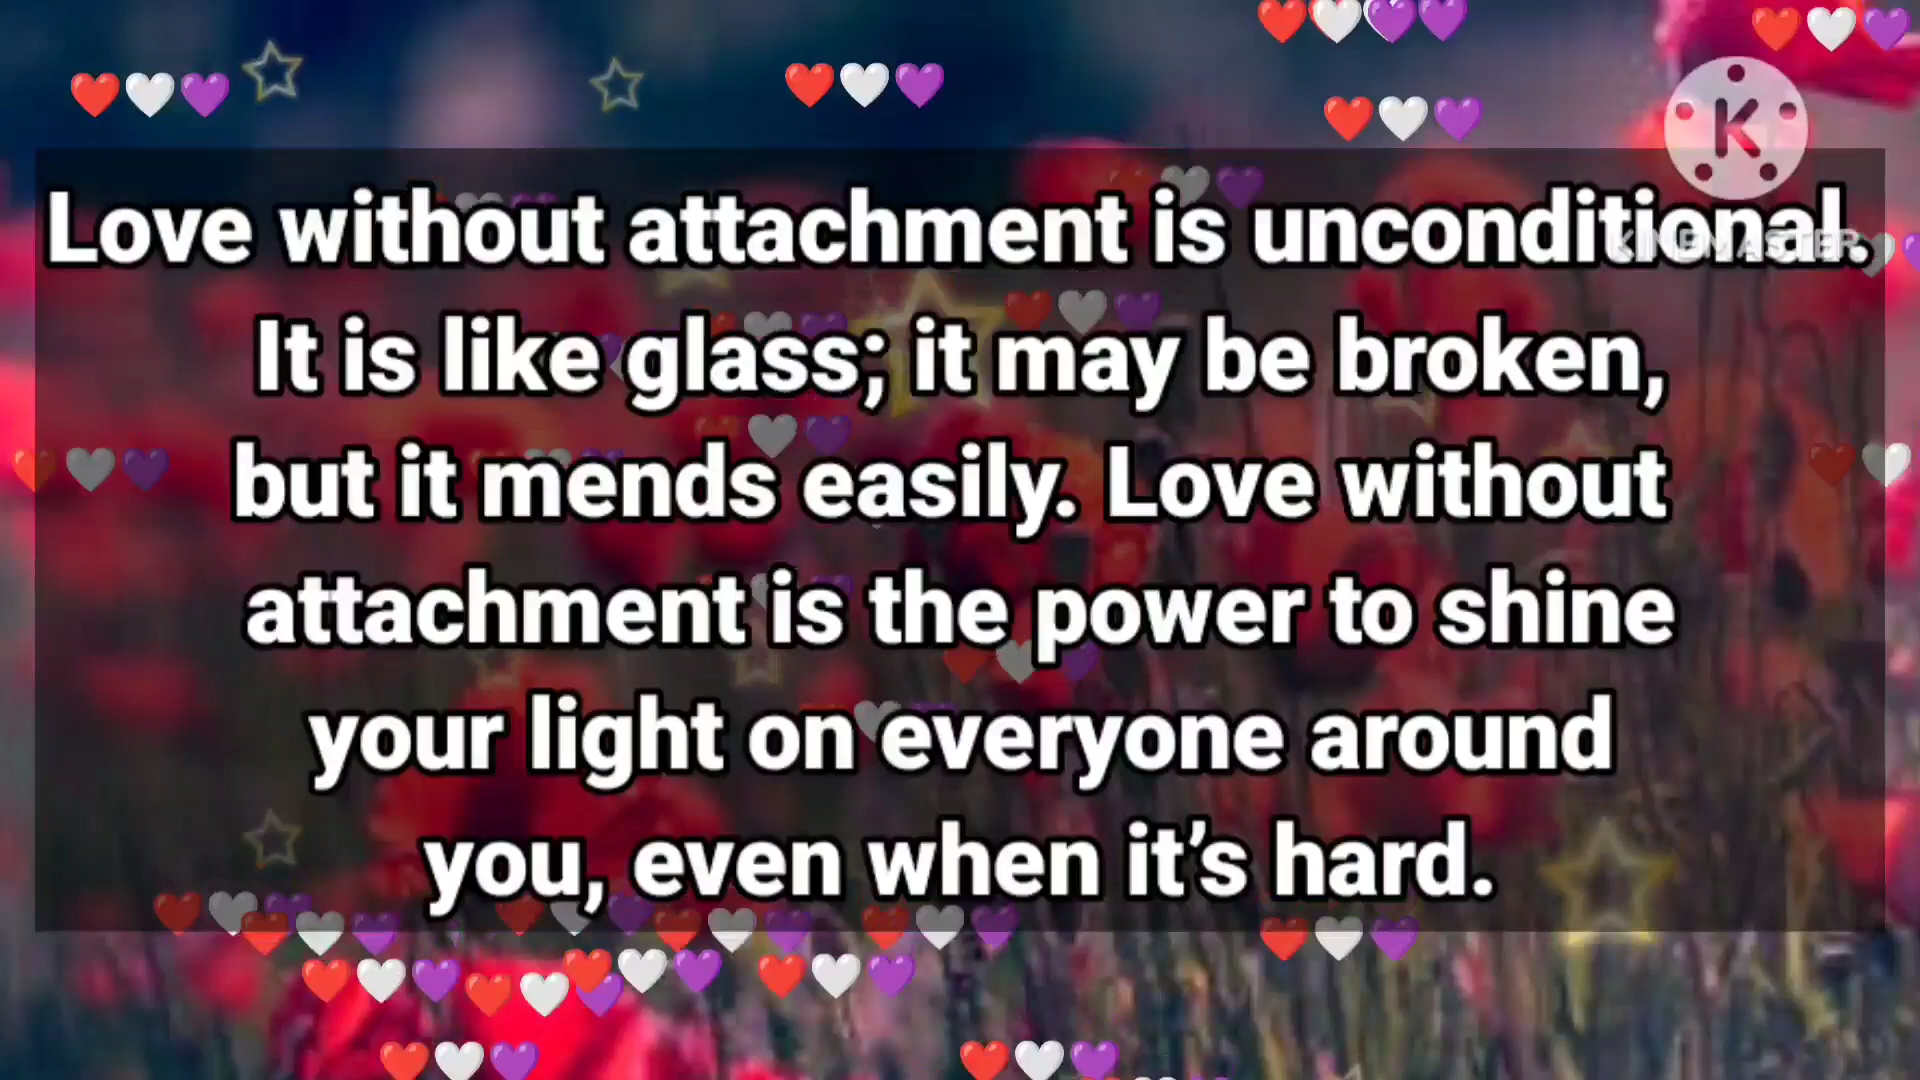 K
KINEMASTER
Love without attachment is unconditional.
It is like glass; it may be broken,
but it mends easily. Love without
attachment is the power to shine
your light on everyone around
you, even when it’s hard.